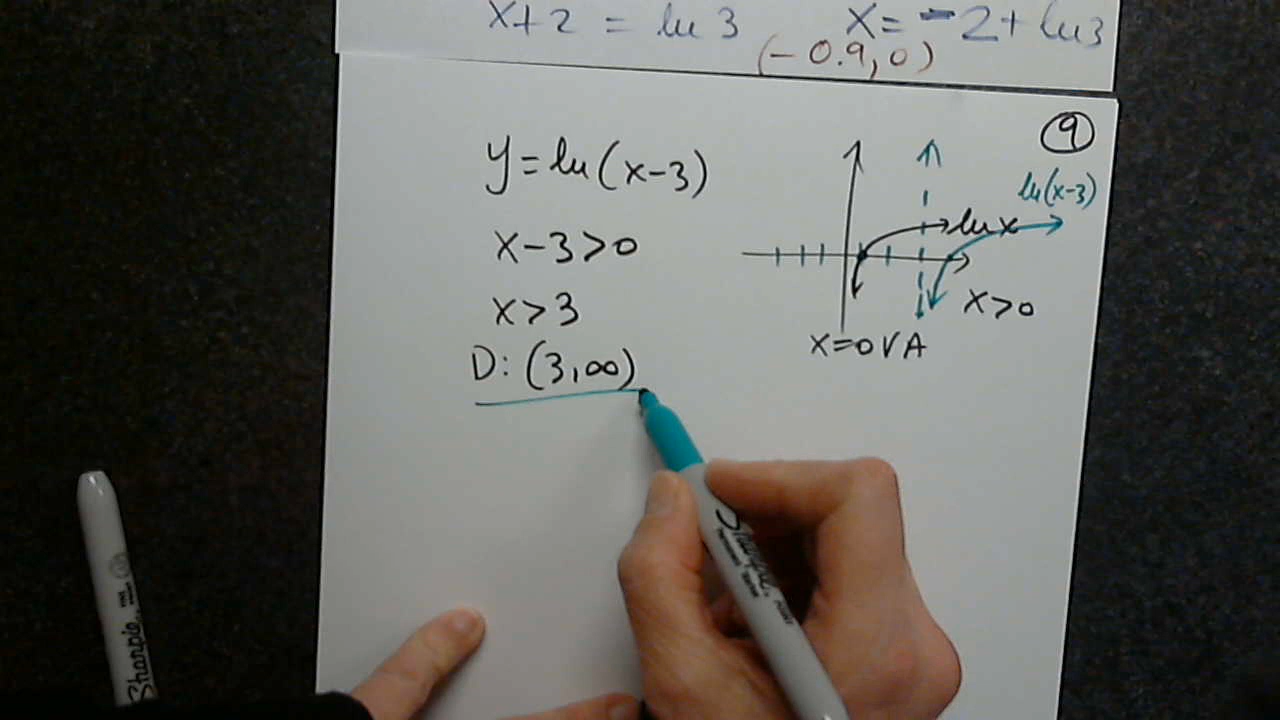 x+2 = ln 3 x= -2 + ln 3
(-0.9, 0)
9
y = ln(x-3)
x-3>0
x>3
D: (3,∞)
ln(x-3)
ln x
x>0
x=0 VA
Sharpie
Sharpie